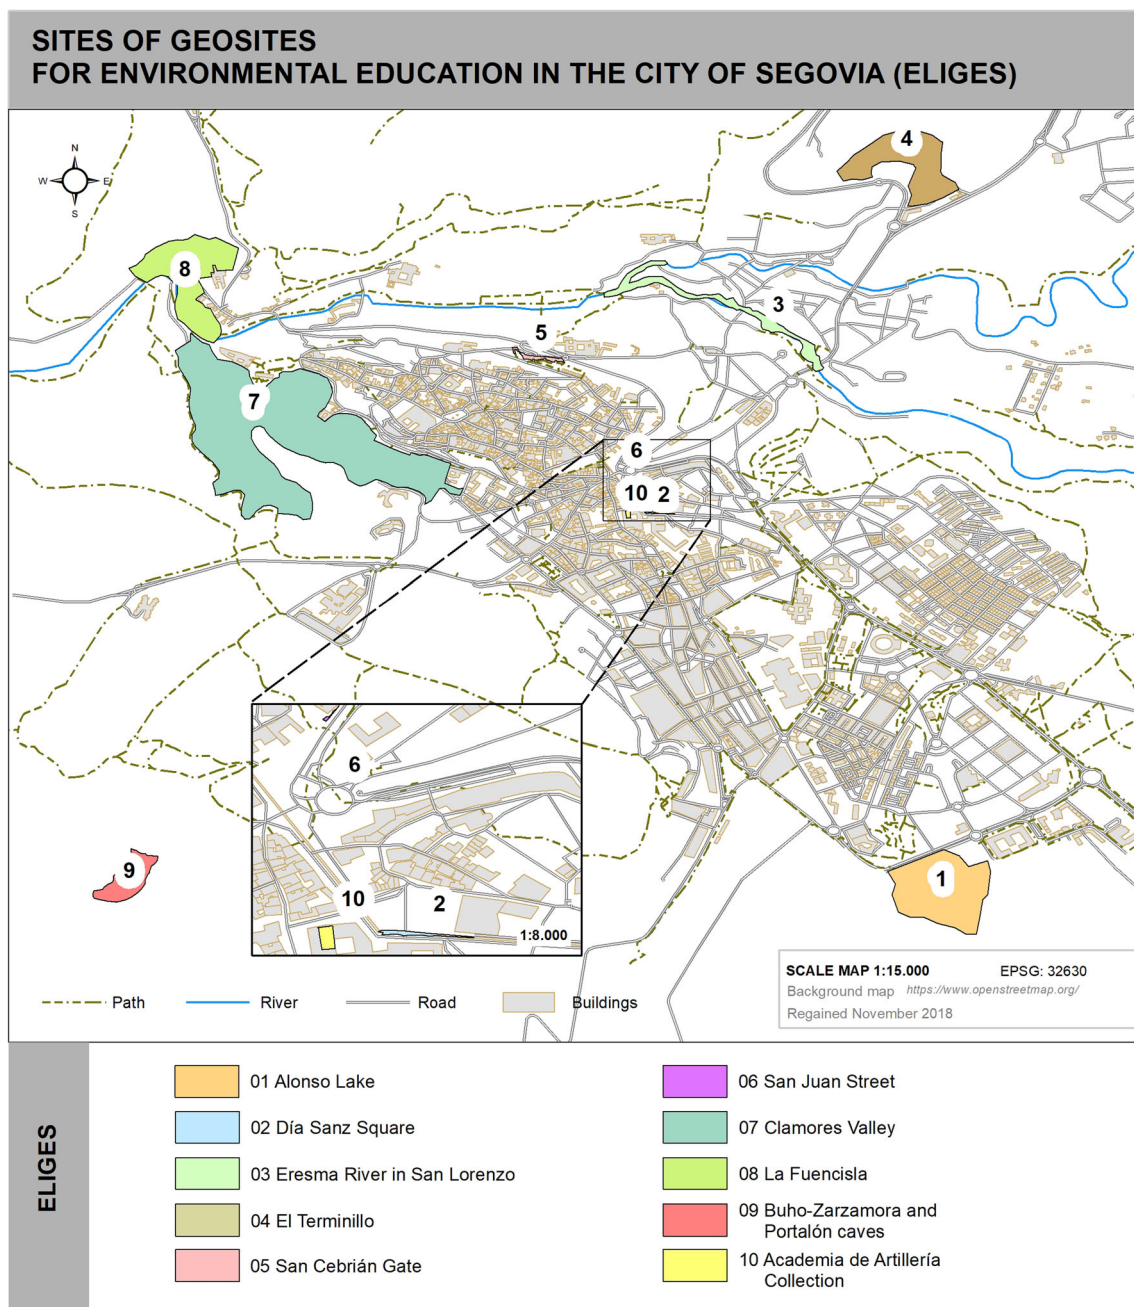 SITES OF GEOSITES
FOR ENVIRONMENTAL EDUCATION IN THE CITY OF SEGOVIA (ELIGES)
N
W E
S
4
8
3
5
7
6
10 2
6
9
10
2
1
1:8.000
SCALE MAP 1:15.000 EPSG: 32630
Background map https://www.openstreetmap.org/
Regained November 2018
Path River Road Buildings
ELIGES
01 Alonso Lake
02 Día Sanz Square
03 Eresma River in San Lorenzo
04 El Terminillo
05 San Cebrián Gate
06 San Juan Street
07 Clamores Valley
08 La Fuencisla
09 Buho-Zarzamora and
Portalón caves
10 Academia de Artillería
Collection